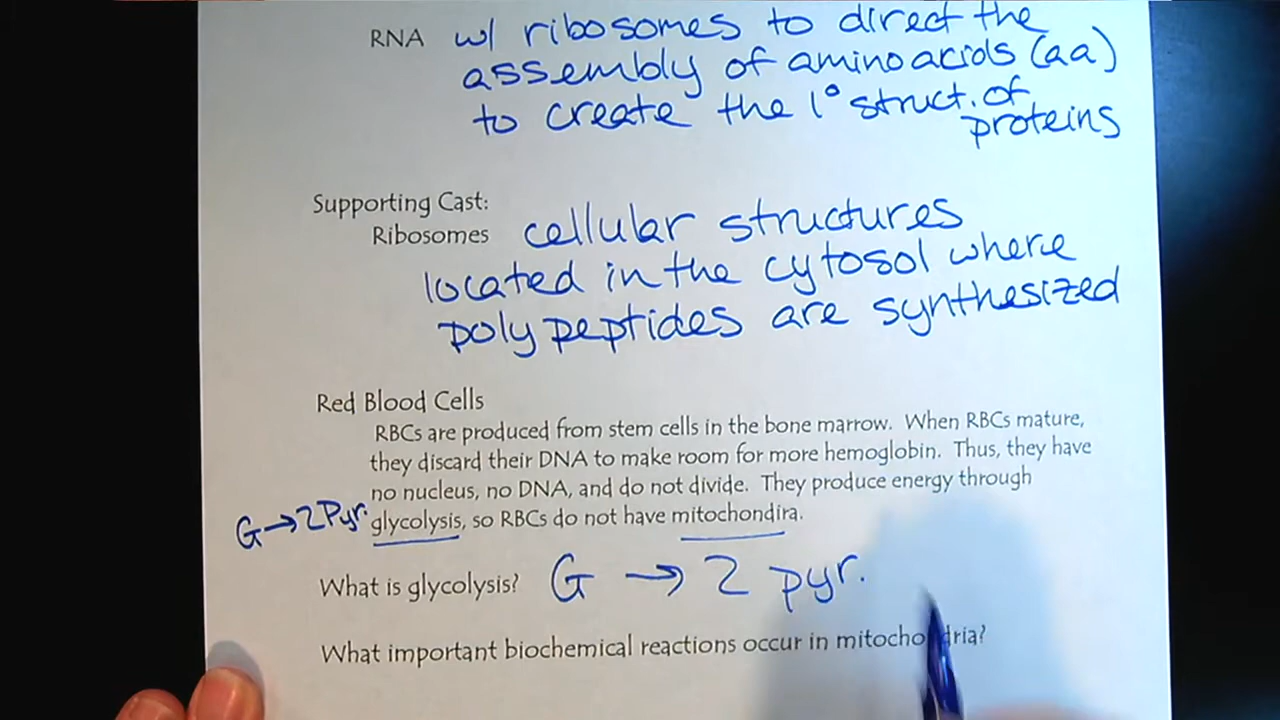 RNA w/ ribosomes to direct the
assembly of amino acids (aa)
to create the 1° struct. of
proteins
Supporting Cast:
Ribosomes cellular structures
located in the cytosol where
polypeptides are synthesized
Red Blood Cells
RBCs are produced from stem cells in the bone marrow. When RBCs mature,
they discard their DNA to make room for more hemoglobin. Thus, they have
no nucleus, no DNA, and do not divide. They produce energy through
G → 2 Pyr. glycolysis, so RBCs do not have mitochondira.
What is glycolysis? G → 2 pyr.
What important biochemical reactions occur in mitochondria?